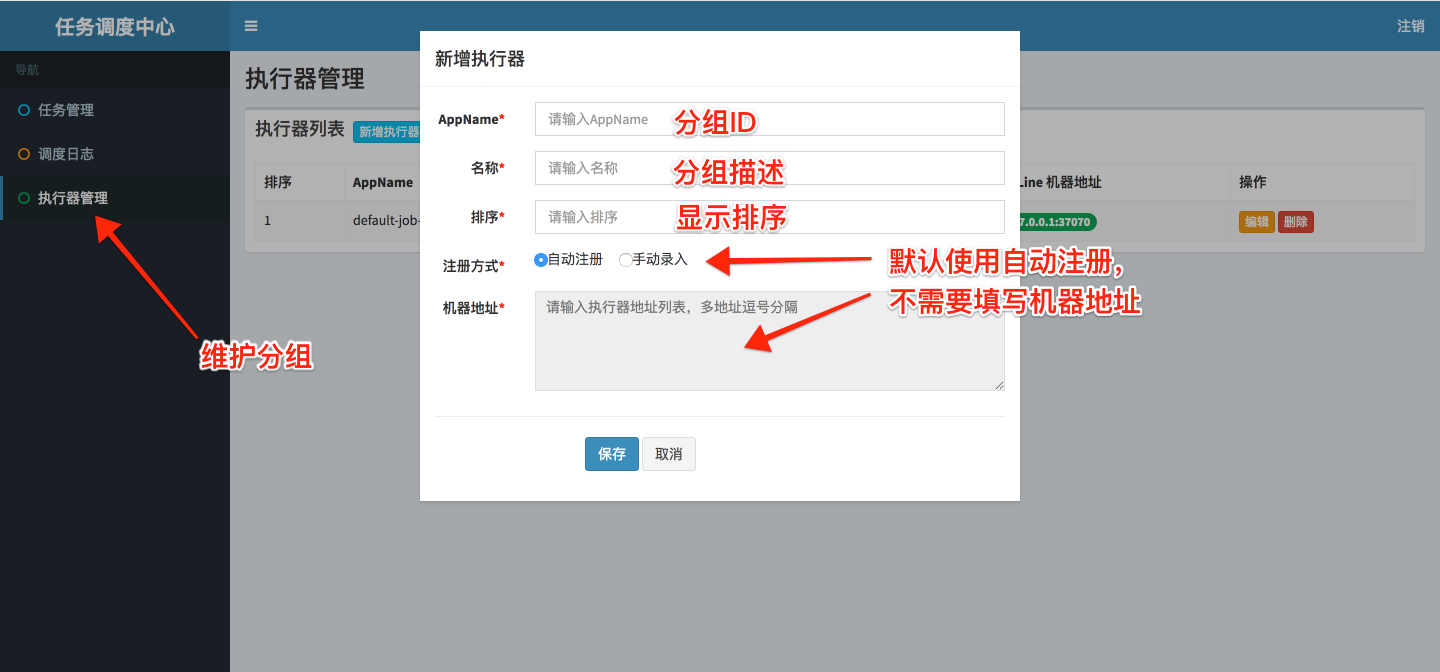 任务调度中心
注销
导航
任务管理
调度日志
执行器管理
维护分组
执行器管理
执行器列表 新增执行器
排序 AppName Line 机器地址 操作
1 default-job- 7.0.0.1:37070 编辑 删除
新增执行器
AppName* 请输入AppName 分组ID
名称* 请输入名称 分组描述
排序* 请输入排序 显示排序
注册方式* 自动注册 手动录入
默认使用自动注册,
不需要填写机器地址
机器地址* 请输入执行器地址列表，多地址逗号分隔
保存 取消